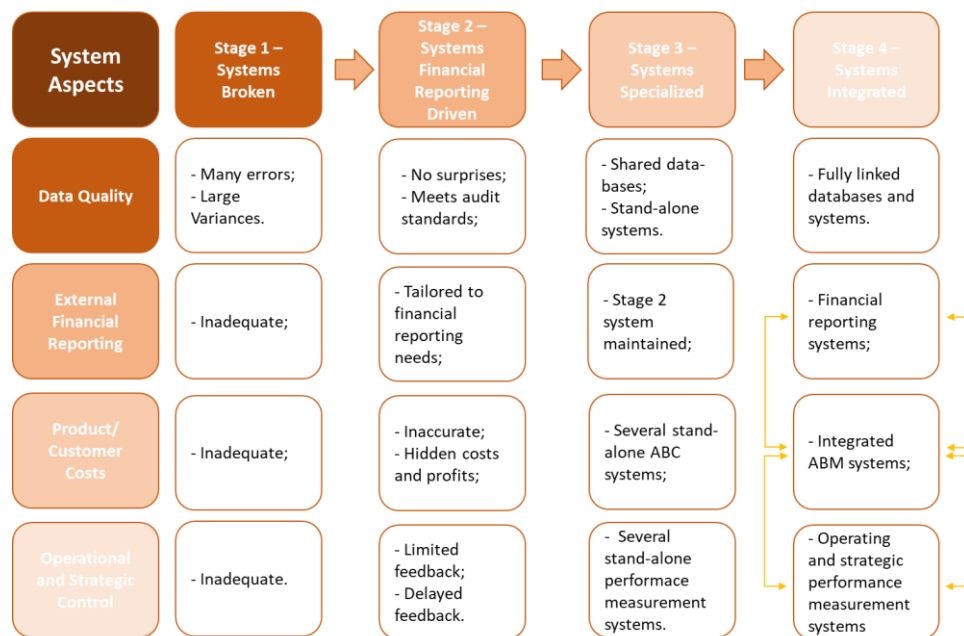 System
Aspects
Stage 1 –
Systems
Broken
Stage 2 –
Systems
Financial
Reporting
Driven
Stage 3 –
Systems
Specialized
Stage 4 –
Systems
Integrated
Data Quality
- Many errors;
- Large
Variances.
- No surprises;
- Meets audit
standards;
- Shared data-
bases;
- Stand-alone
systems.
- Fully linked
databases and
systems.
External
Financial
Reporting
- Inadequate;
- Tailored to
financial
reporting
needs;
- Stage 2
system
maintained;
- Financial
reporting
systems;
Product/
Customer
Costs
- Inadequate;
- Inaccurate;
- Hidden costs
and profits;
- Several stand-
alone ABC
systems;
- Integrated
ABM systems;
Operational
and Strategic
Control
- Inadequate.
- Limited
feedback;
- Delayed
feedback.
- Several
stand-alone
performace
measurement
systems.
- Operating
and strategic
performance
measurement
systems